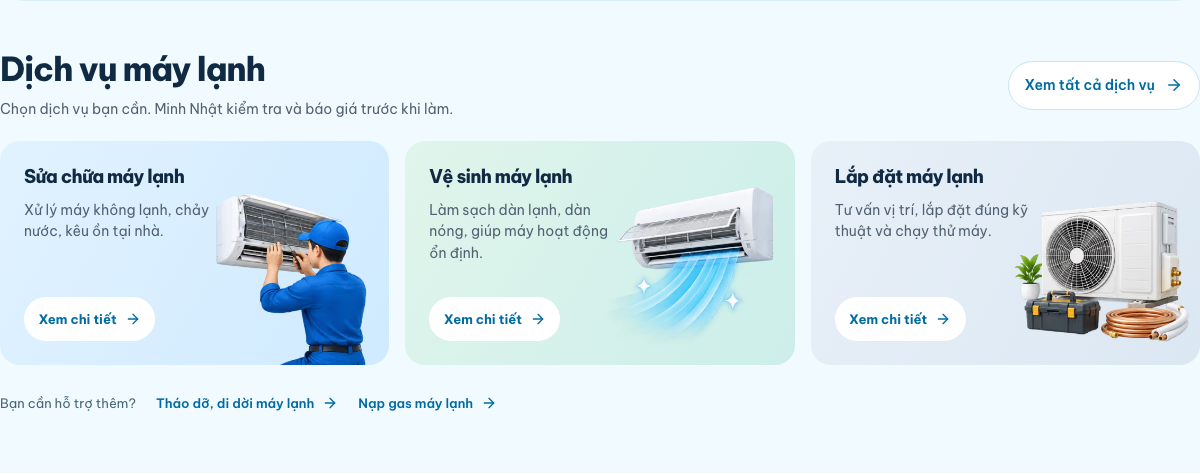 Dịch vụ máy lạnh
Chọn dịch vụ bạn cần. Minh Nhật kiểm tra và báo giá trước khi làm.
Xem tất cả dịch vụ
Sửa chữa máy lạnh
Xử lý máy không lạnh, chảy
nước, kêu ồn tại nhà.
Xem chi tiết
Vệ sinh máy lạnh
Làm sạch dàn lạnh, dàn
nóng, giúp máy hoạt động
ổn định.
Xem chi tiết
Lắp đặt máy lạnh
Tư vấn vị trí, lắp đặt đúng kỹ
thuật và chạy thử máy.
Xem chi tiết
Bạn cần hỗ trợ thêm?
Tháo dỡ, di dời máy lạnh
Nạp gas máy lạnh